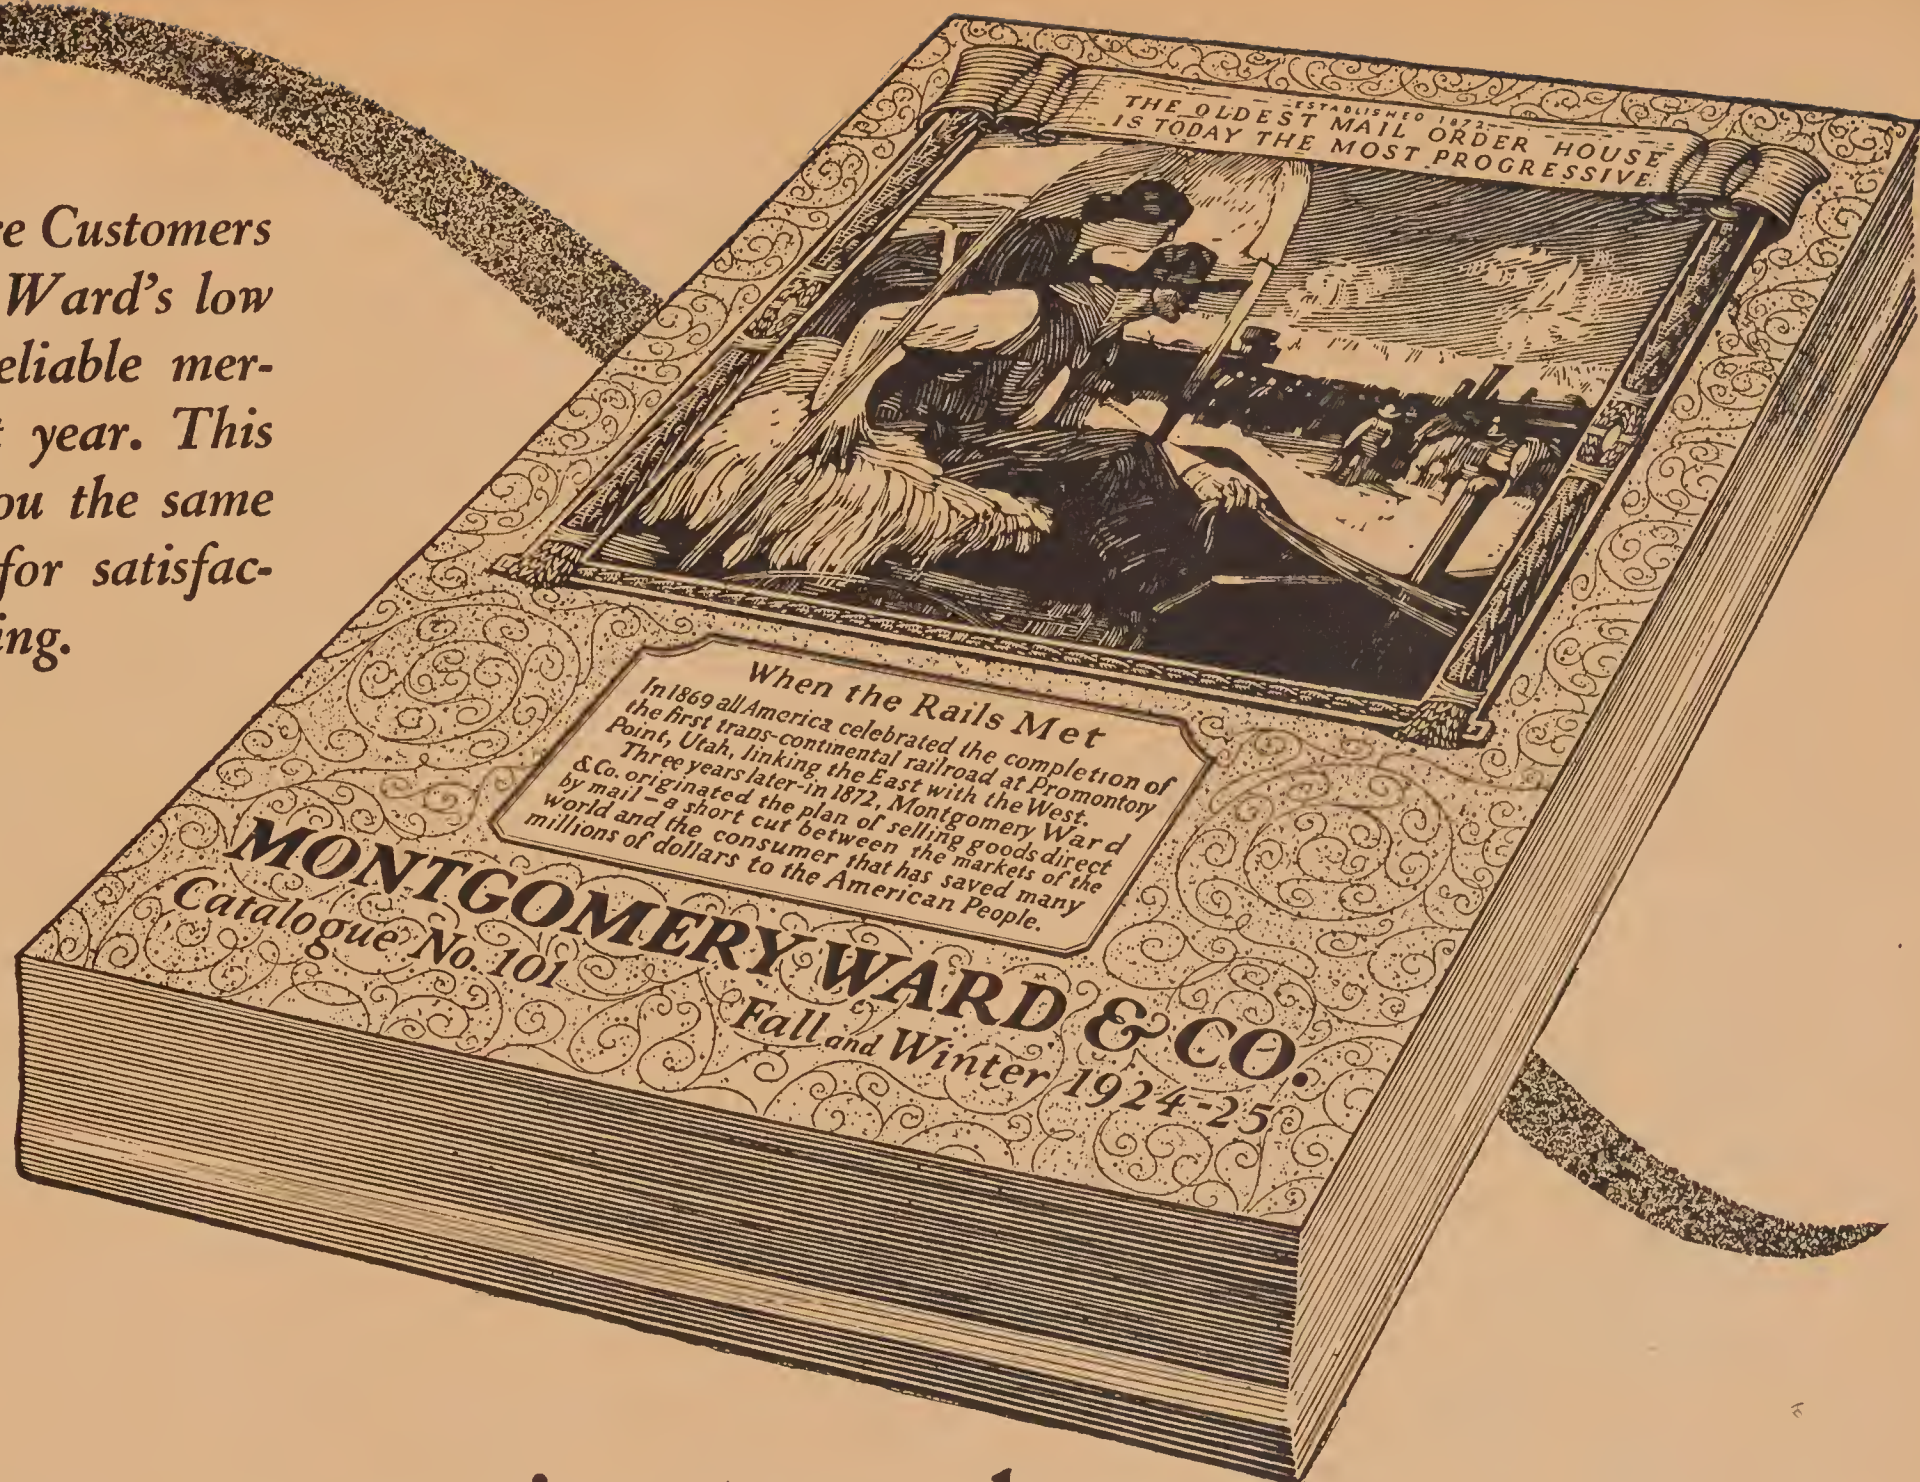 re Customers
Ward's low
eliable mer-
year. This
ou the same
for satisfac-
ing.
ESTABLISHED 1872
THE OLDEST MAIL ORDER HOUSE
IS TODAY THE MOST PROGRESSIVE
When the Rails Met
In 1869 all America celebrated the completion of
the first trans-continental railroad at Promontory
Point, Utah, linking the East with the West.
Three years later-in 1872, Montgomery Ward
& Co. originated the plan of selling goods direct
by mail - a short cut between the markets of the
world and the consumer that has saved many
millions of dollars to the American People.
MONTGOMERY WARD & CO.
Catalogue No. 101
Fall and Winter 1924-25